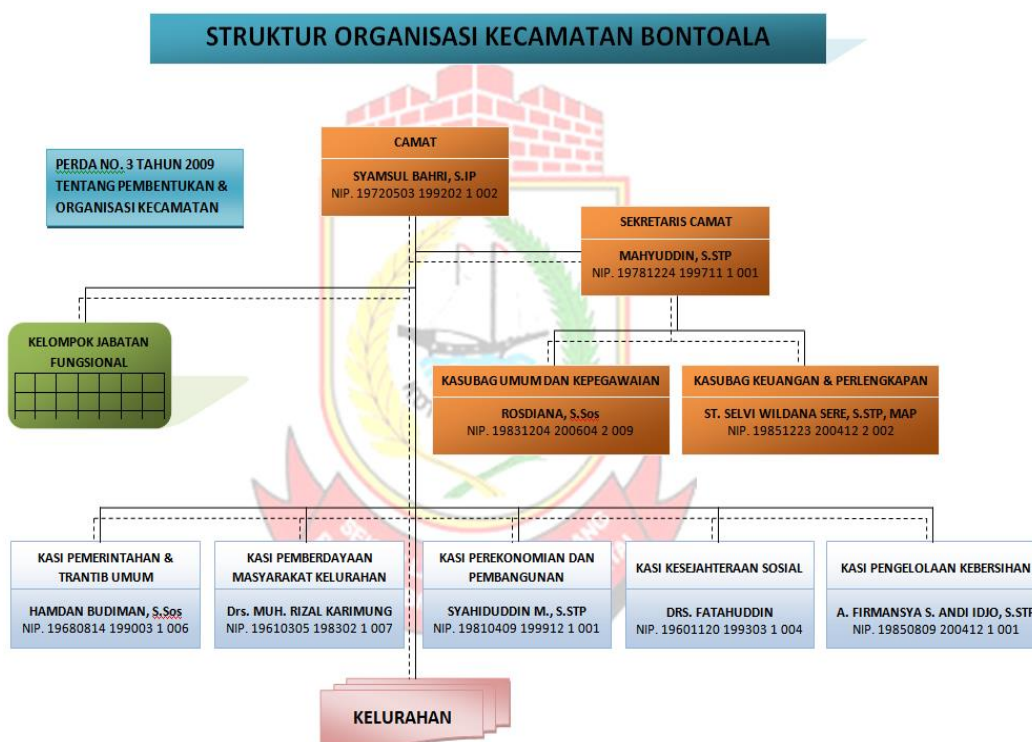 STRUKTUR ORGANISASI KECAMATAN BONTOALA
PERDA NO. 3 TAHUN 2009
TENTANG PEMBENTUKAN &
ORGANISASI KECAMATAN
CAMAT
SYAMSUL BAHRI, S.IP
NIP. 19720503 199202 1 002
SEKRETARIS CAMAT
MAHYUDDIN, S.STP
NIP. 19781224 199711 1 001
KELOMPOK JABATAN
FUNGSIONAL
KASUBAG UMUM DAN KEPEGAWAIAN
ROSDIANA, S.Sos
NIP. 19831204 200604 2 009
KASUBAG KEUANGAN & PERLENGKAPAN
ST. SELVI WILDANA SERE, S.STP, MAP
NIP. 19851223 200412 2 002
KASI PEMERINTAHAN &
TRANTIB UMUM
HAMDAN BUDIMAN, S.Sos
NIP. 19680814 199003 1 006
KASI PEMBERDAYAAN
MASYARAKAT KELURAHAN
Drs. MUH. RIZAL KARIMUNG
NIP. 19610305 198302 1 007
KASI PEREKONOMIAN DAN
PEMBANGUNAN
SYAHIDUDDIN M., S.STP
NIP. 19810409 199912 1 001
KASI KESEJAHTERAAN SOSIAL
DRS. FATAHUDDIN
NIP. 19601120 199303 1 004
KASI PENGELOLAAN KEBERSIHAN
A. FIRMANSYA S. ANDI IDJO, S.STP
NIP. 19850809 200412 1 001
KELURAHAN